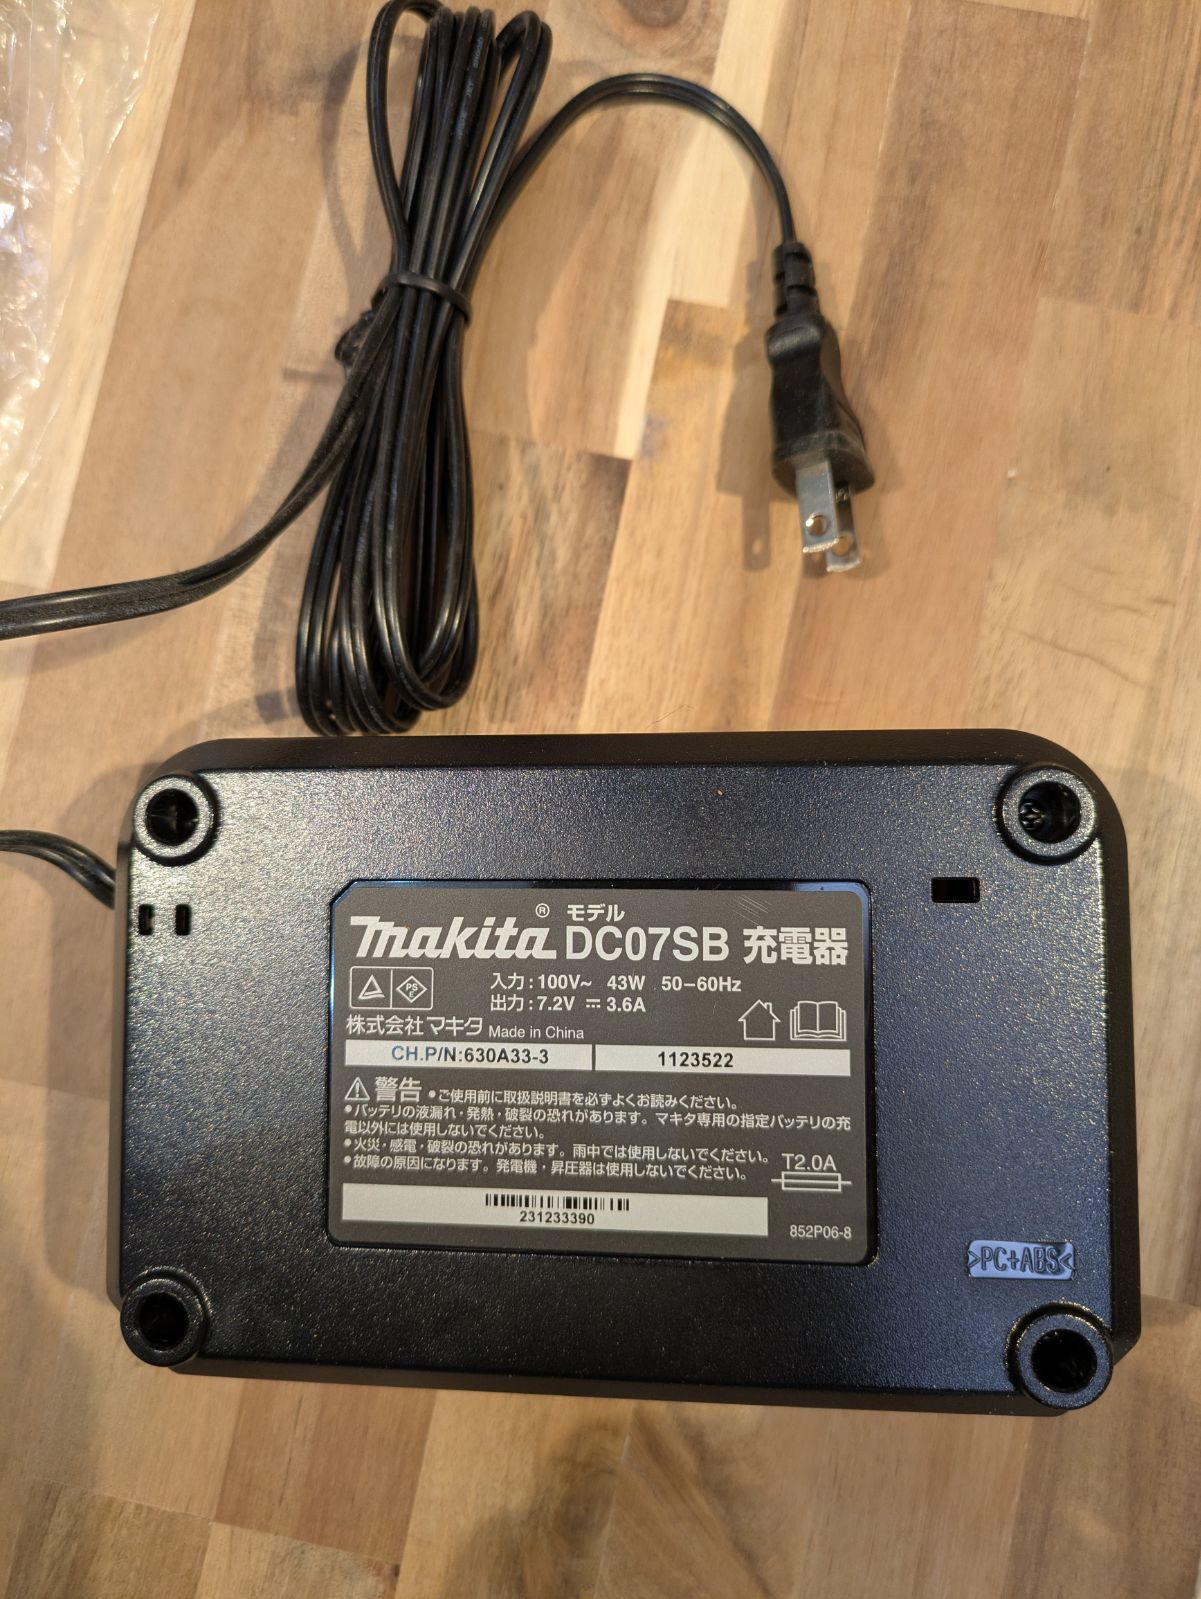 makita® モデル DC07SB 充電器
PS E
入力 : 100V~ 43W 50–60Hz
出力 : 7.2V ⎓ 3.6A
株式会社マキタ Made in China
CH.P/N:630A33-3 1123522
⚠警告 •ご使用前に取扱説明書を必ずよくお読みください。
•バッテリの液漏れ・発熱・破裂の恐れがあります。マキタ専用の指定バッテリの充
電以外には使用しないでください。
•火災・感電・破裂の恐れがあります。雨中では使用しないでください。
•故障の原因になります。発電機・昇圧器は使用しないでください。
T2.0A
231233390
852P06-8
>PC+ABS<